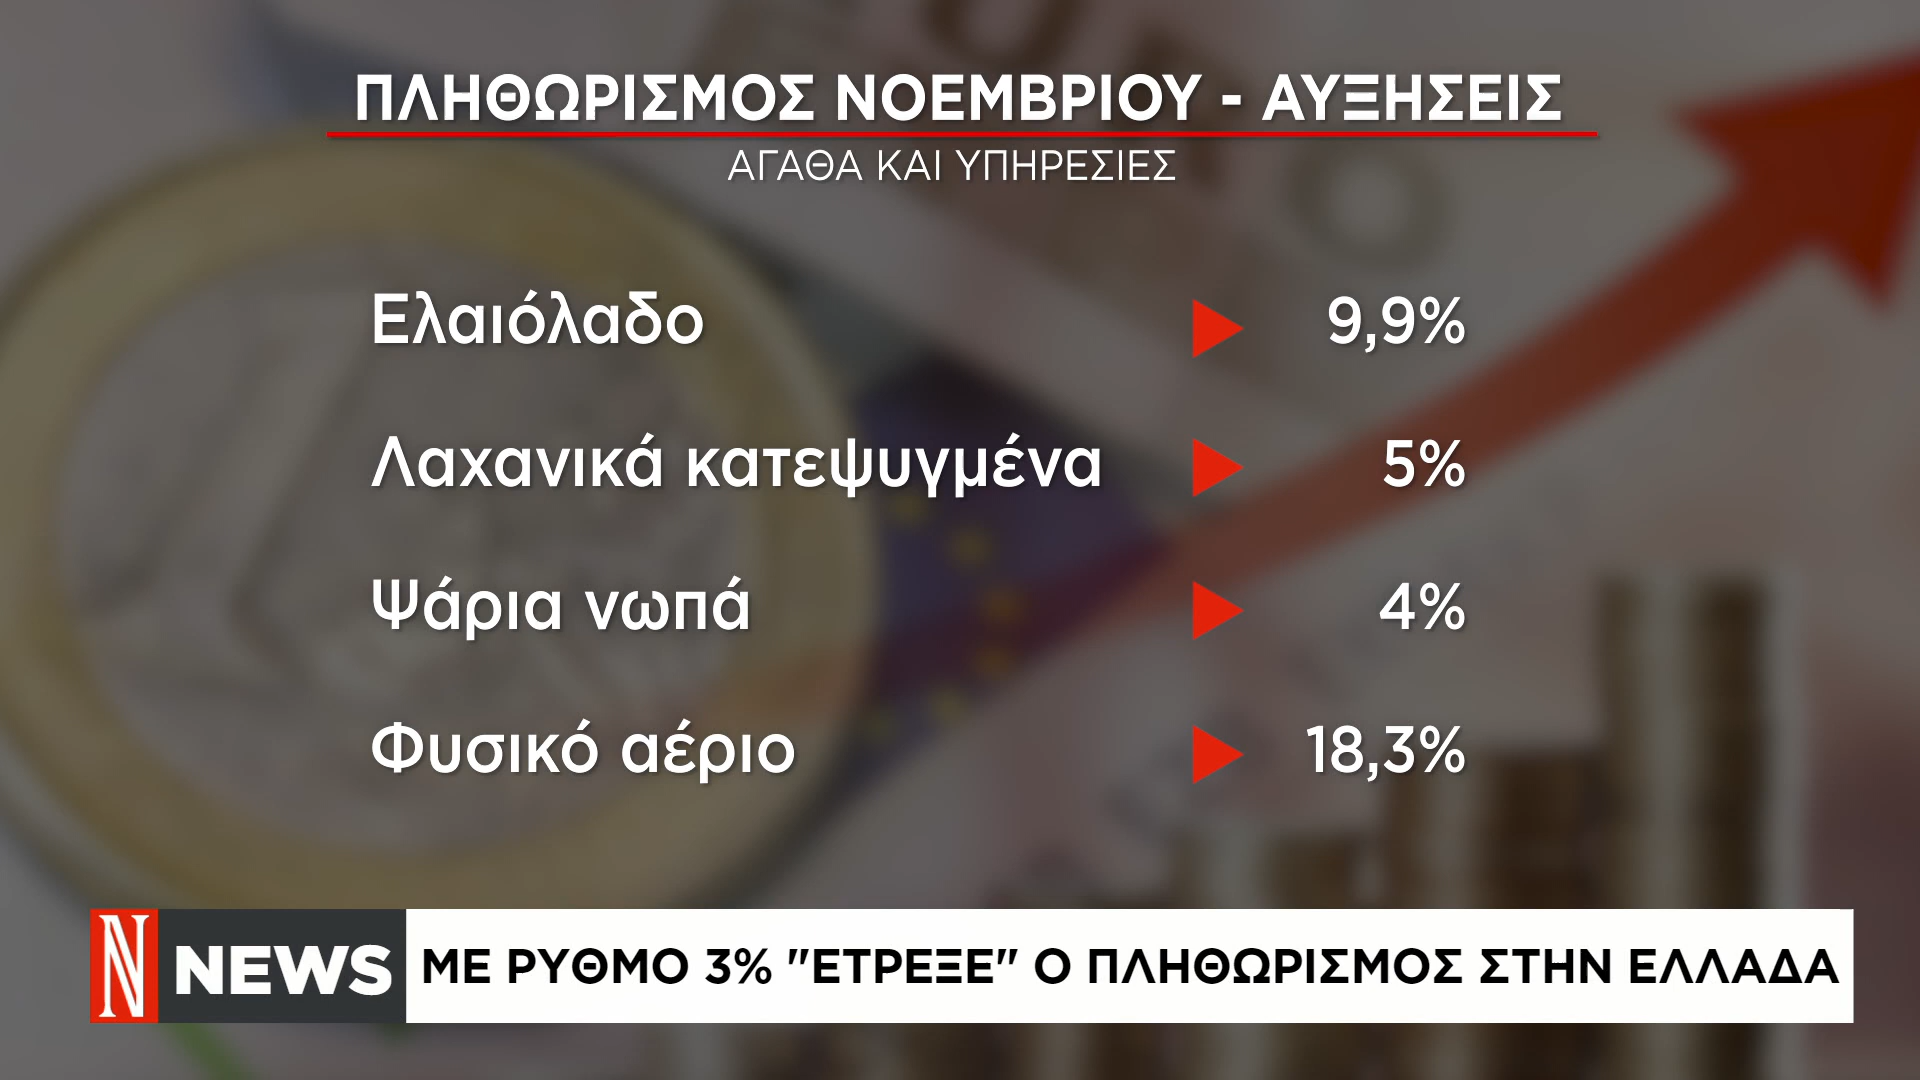 ΠΛΗΘΩΡΙΣΜΟΣ ΝΟΕΜΒΡΙΟΥ - ΑΥΞΗΣΕΙΣ
ΑΓΑΘΑ ΚΑΙ ΥΠΗΡΕΣΙΕΣ
Ελαιόλαδο 9,9%
Λαχανικά κατεψυγμένα 5%
Ψάρια νωπά 4%
Φυσικό αέριο 18,3%
N NEWS ΜΕ ΡΥΘΜΟ 3% "ΕΤΡΕΞΕ" Ο ΠΛΗΘΩΡΙΣΜΟΣ ΣΤΗΝ ΕΛΛΑΔΑ